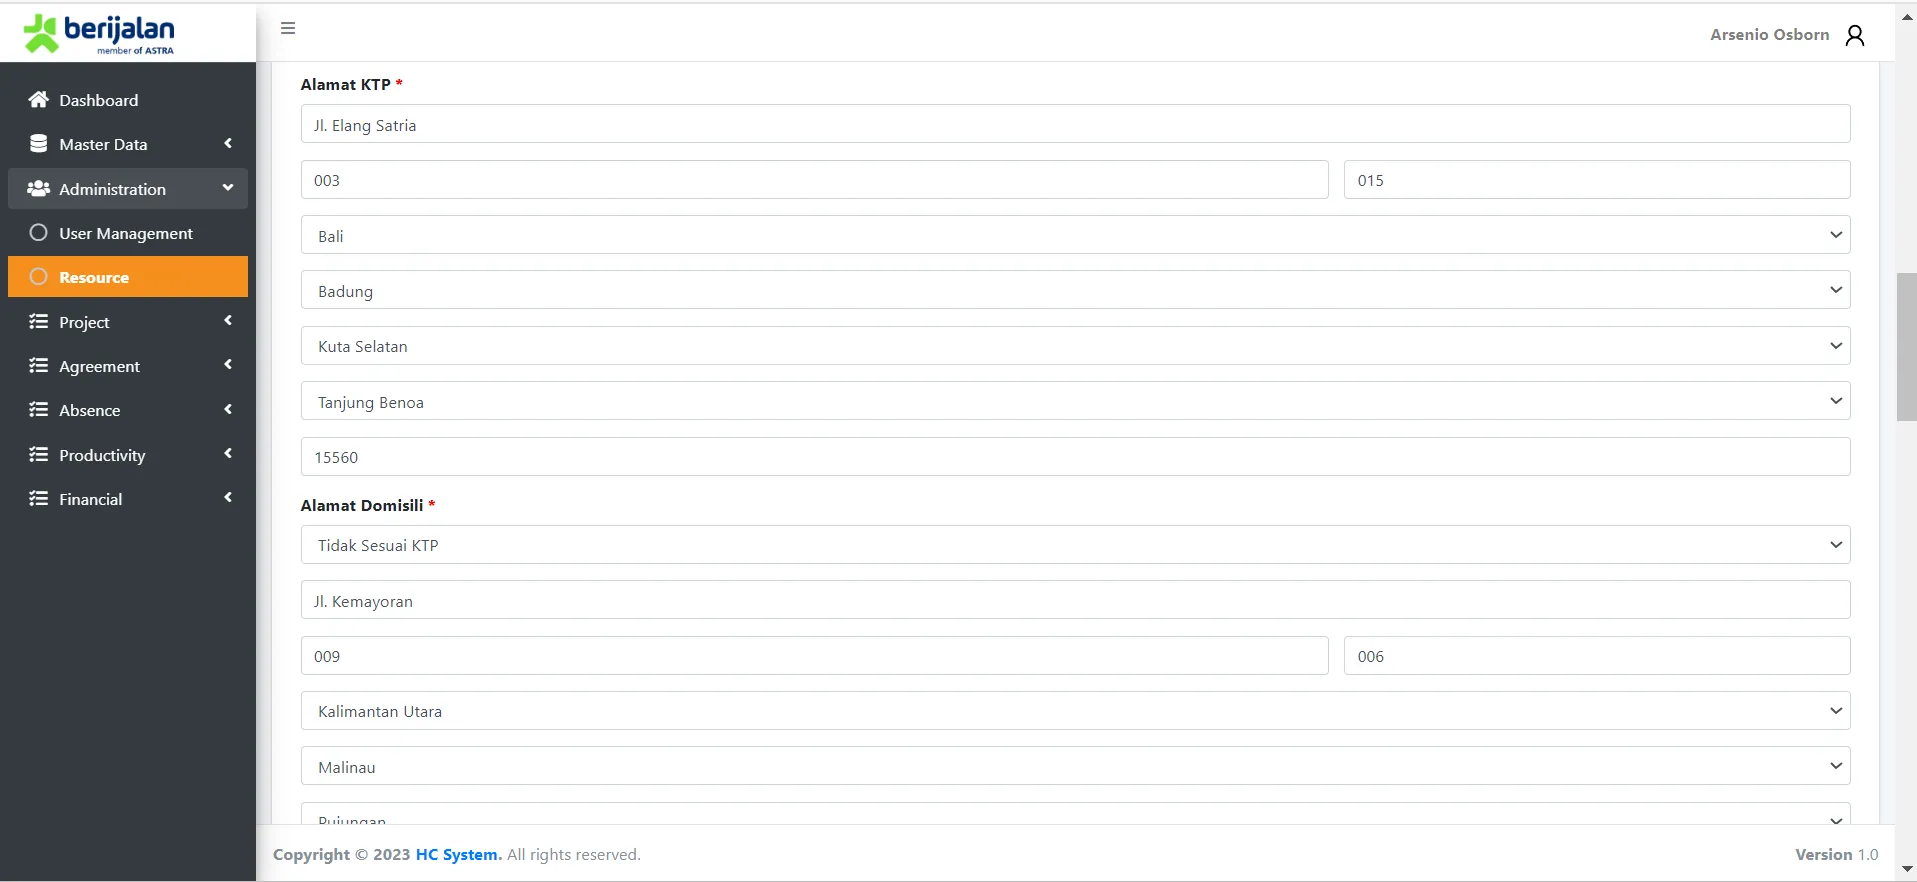 berijalan
member of ASTRA
Arsenio Osborn
Dashboard
Master Data
Administration
User Management
Resource
Project
Agreement
Absence
Productivity
Financial
Alamat KTP *
Jl. Elang Satria
003
015
Bali
Badung
Kuta Selatan
Tanjung Benoa
15560
Alamat Domisili *
Tidak Sesuai KTP
Jl. Kemayoran
009
006
Kalimantan Utara
Malinau
Pujungan
Copyright © 2023 HC System. All rights reserved.
Version 1.0